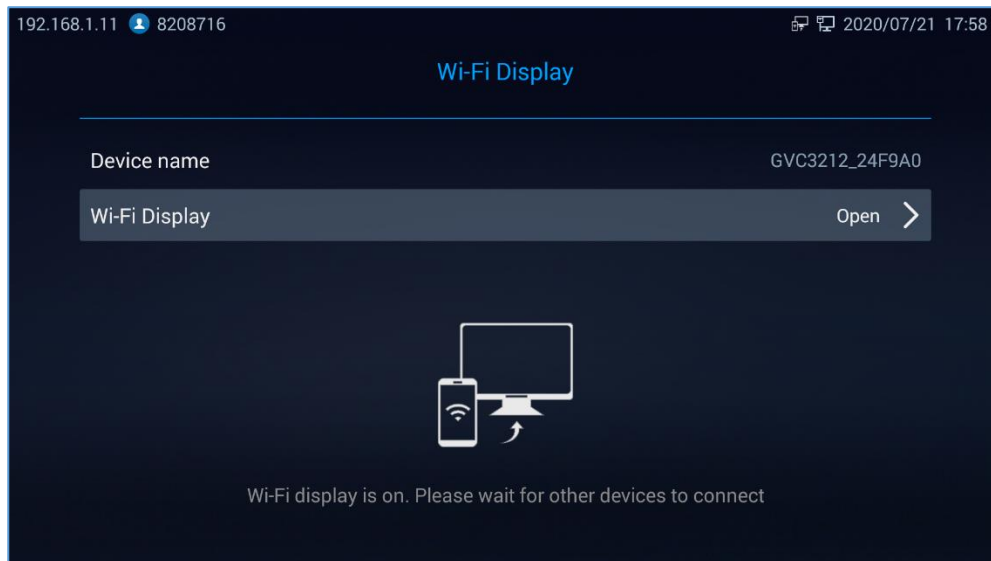 192.168.1.11 8208716 2020/07/21 17:58
Wi-Fi Display
Device name GVC3212_24F9A0
Wi-Fi Display Open
Wi-Fi display is on. Please wait for other devices to connect